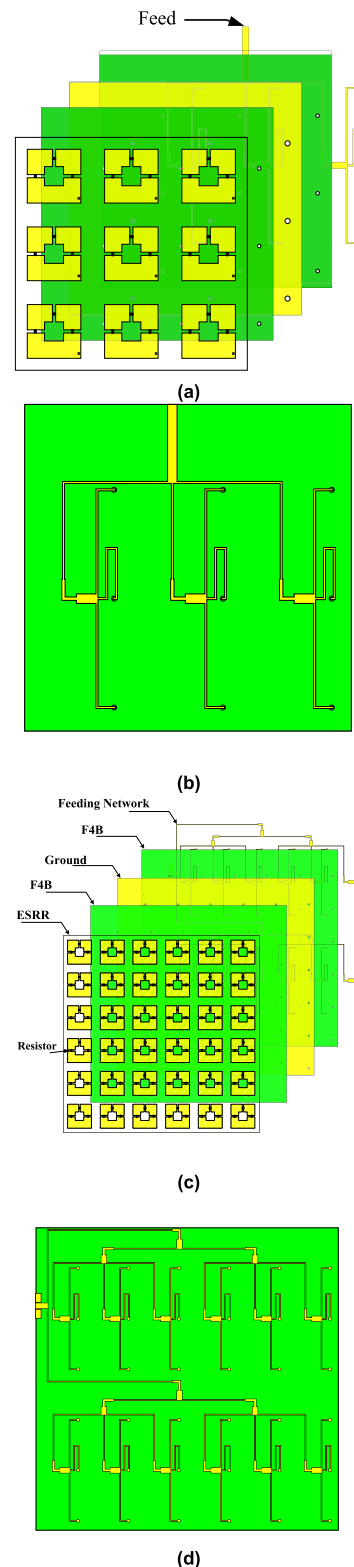 Feed
(a)
(b)
Feeding Network
F4B
Ground
F4B
ESRR
Resistor
(c)
(d)